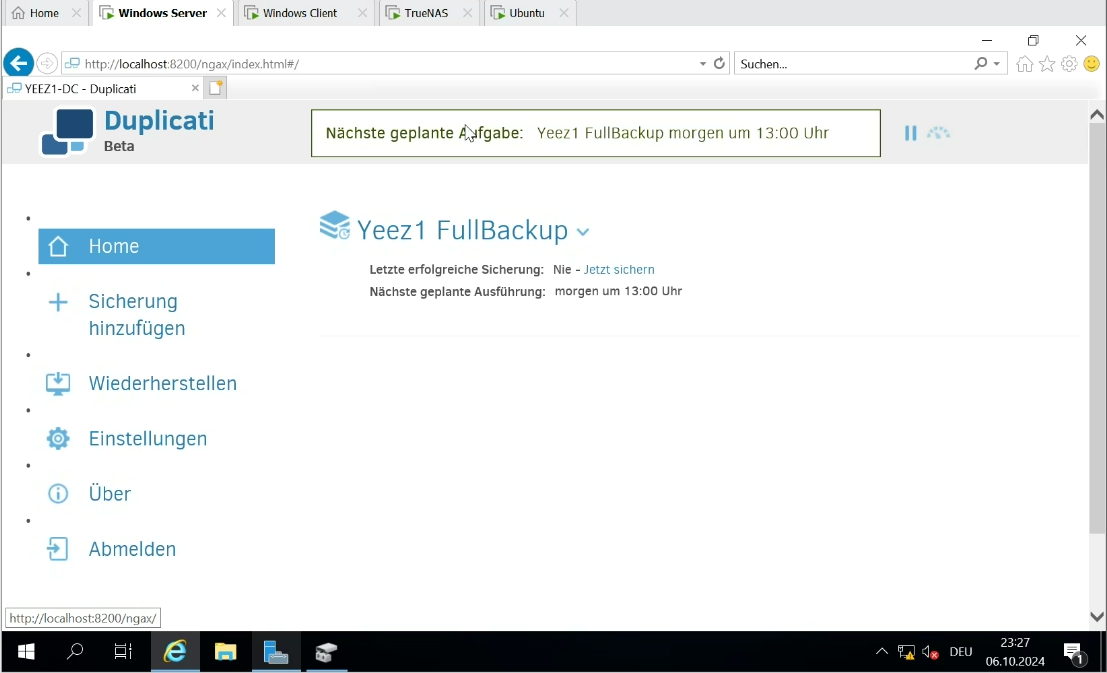 Home
Windows Server
Windows Client
TrueNAS
Ubuntu
http://localhost:8200/ngax/index.html#/
Suchen...
YEEZ1-DC - Duplicati
Duplicati
Beta
Nächste geplante Aufgabe: Yeez1 FullBackup morgen um 13:00 Uhr
Yeez1 FullBackup
Letzte erfolgreiche Sicherung: Nie - Jetzt sichern
Nächste geplante Ausführung: morgen um 13:00 Uhr
Home
Sicherung
hinzufügen
Wiederherstellen
Einstellungen
Über
Abmelden
http://localhost:8200/ngax/
DEU
23:27
06.10.2024
1